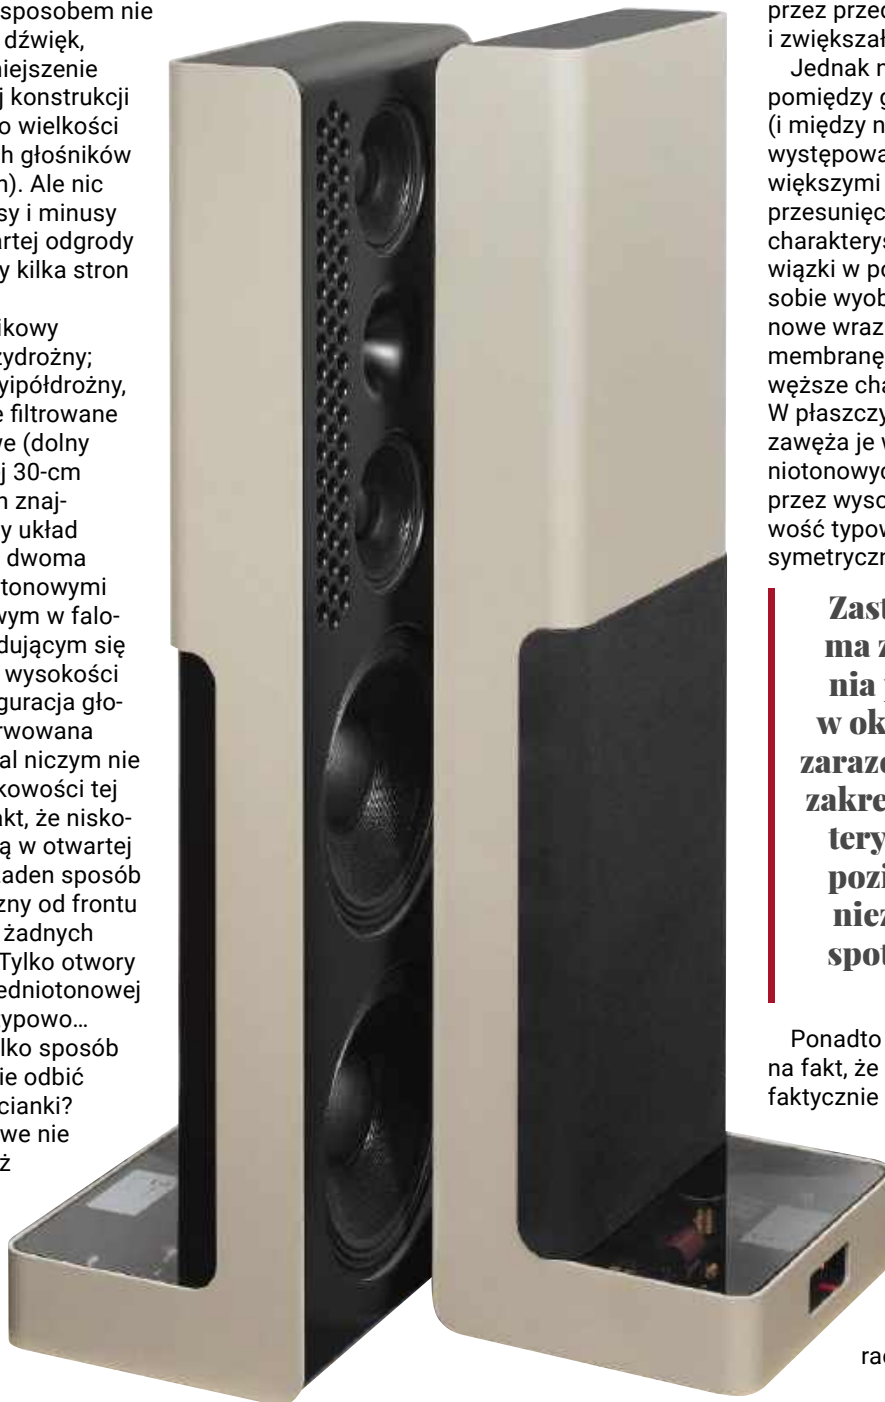 sposobem nie
dźwięk,
niejszenie
j konstrukcji
o wielkości
h głośników
n). Ale nic
sy i minusy
artej odgrody
y kilka stron
ikowy
zydrożny;
yipółdrożny,
e filtrowane
we (dolny
j 30-cm
n znaj-
y układ
dwoma
tonowymi
wym w falo-
dującym się
wysokości
guracja gło-
rwowana
al niczym nie
kowości tej
akt, że nisko-
ą w otwartej
żaden sposób
zny od frontu
żadnych
Tylko otwory
edniotonowej
typowo…
lko sposób
ie odbić
cianki?
we nie
ż
przez przec
i zwiększał
Jednak n
pomiędzy g
(i między n
występowa
większymi
przesunięc
charakterys
wiązki w po
sobie wyob
nowe wraz
membranę
węższe cha
W płaszczy
zawęża je w
niotonowyc
przez wyso
wość typow
symetryczn
Zast
ma z
nia
w ok
zarazo
zakre
tery
pozi
niez
spot
Ponadto
na fakt, że
faktycznie
rac